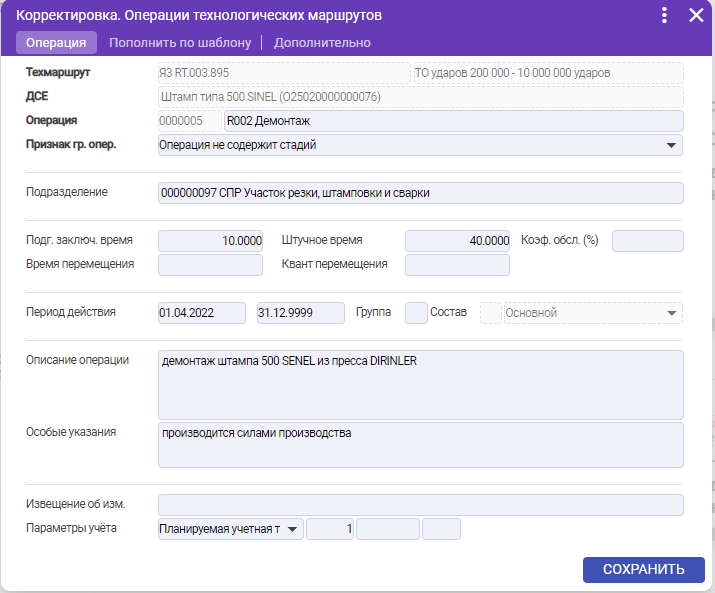 Корректировка. Операции технологических маршрутов
Операция Пополнить по шаблону Дополнительно
Техмаршрут ЯЗ RT.003.895 ТО ударов 200 000 - 10 000 000 ударов
ДСЕ Штамп типа 500 SINEL (O25020000000076)
Операция 0000005 R002 Демонтаж
Признак гр. опер. Операция не содержит стадий
Подразделение 000000097 СПР Участок резки, штамповки и сварки
Подг. заключ. время 10.0000 Штучное время 40.0000 Коэф. обсл. (%)
Время перемещения Квант перемещения
Период действия 01.04.2022 31.12.9999 Группа Состав Основной
Описание операции демонтаж штампа 500 SENEL из пресса DIRINLER
Особые указания производится силами производства
Извещение об изм.
Параметры учёта Планируемая учетная т 1
СОХРАНИТЬ